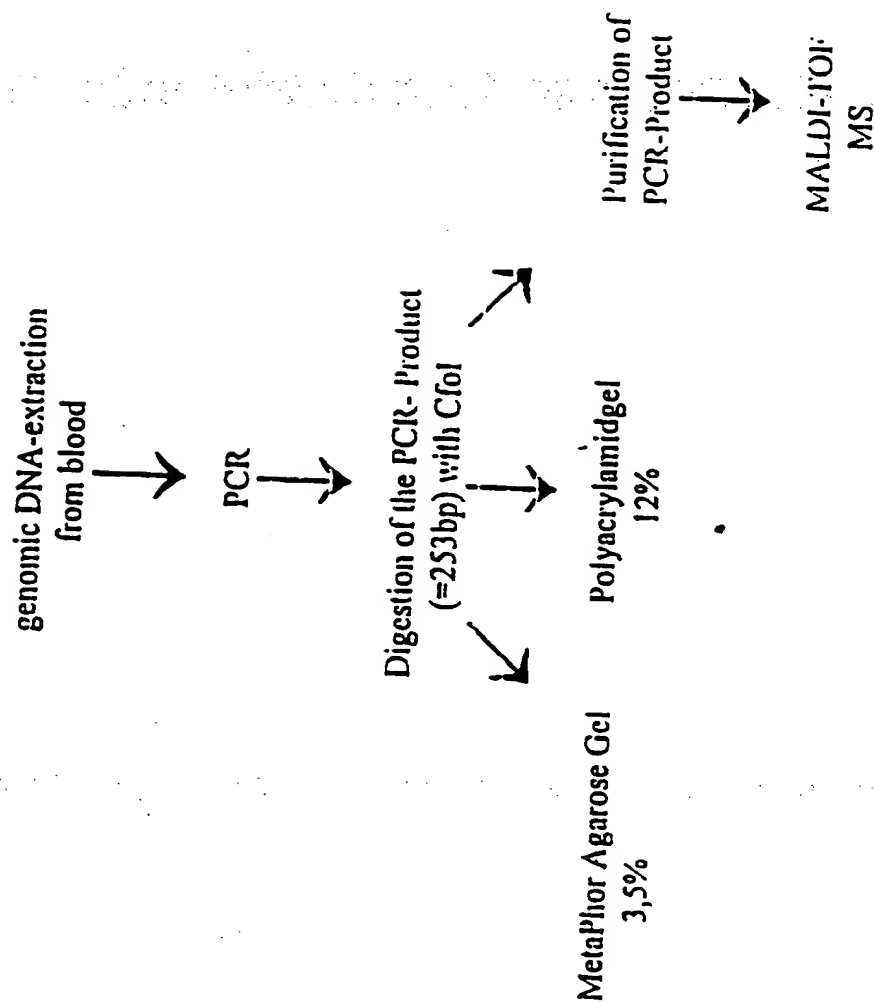 genomic DNA-extraction
from blood
PCR
Digestion of the PCR- Product
(=253bp) with CfoI
MetaPhor Agarose Gel
3,5%
Polyacrylamidgel
12%
Purification of
PCR-Product
MALDI-TOF
MS